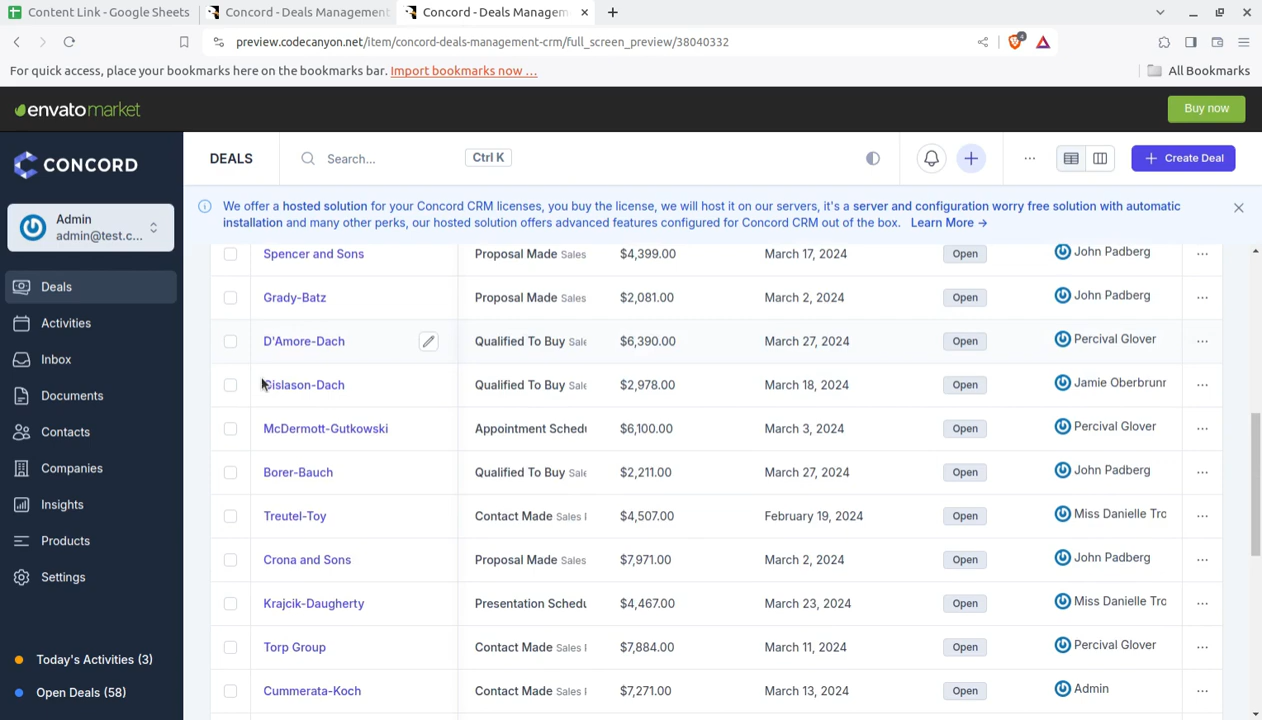 Content Link - Google Sheets
Concord - Deals Management
Concord - Deals Managem
preview.codecanyon.net/item/concord-deals-management-crm/full_screen_preview/38040332
4
For quick access, place your bookmarks here on the bookmarks bar. Import bookmarks now ...
All Bookmarks
envatomarket
Buy now
CONCORD
DEALS
Search...
Ctrl K
Create Deal
Admin
admin@test.c...
We offer a hosted solution for your Concord CRM licenses, you buy the license, we will host it on our servers, it's a server and configuration worry free solution with automatic
installation and many other perks, our hosted solution offers advanced features configured for Concord CRM out of the box. Learn More →
Deals
Activities
Inbox
Documents
Contacts
Companies
Insights
Products
Settings
Today's Activities (3)
Open Deals (58)
Spencer and Sons Proposal Made Sales $4,399.00 March 17, 2024 Open John Padberg ...
Grady-Batz Proposal Made Sales $2,081.00 March 2, 2024 Open John Padberg ...
D'Amore-Dach Qualified To Buy Sale $6,390.00 March 27, 2024 Open Percival Glover ...
Gislason-Dach Qualified To Buy Sale $2,978.00 March 18, 2024 Open Jamie Oberbrunr ...
McDermott-Gutkowski Appointment Schedu $6,100.00 March 3, 2024 Open Percival Glover ...
Borer-Bauch Qualified To Buy Sale $2,211.00 March 27, 2024 Open John Padberg ...
Treutel-Toy Contact Made Sales $4,507.00 February 19, 2024 Open Miss Danielle Tro ...
Crona and Sons Proposal Made Sales $7,971.00 March 2, 2024 Open John Padberg ...
Krajcik-Daugherty Presentation Schedu $4,467.00 March 23, 2024 Open Miss Danielle Tro ...
Torp Group Contact Made Sales $7,884.00 March 11, 2024 Open Percival Glover ...
Cummerata-Koch Contact Made Sales $7,271.00 March 13, 2024 Open Admin ...